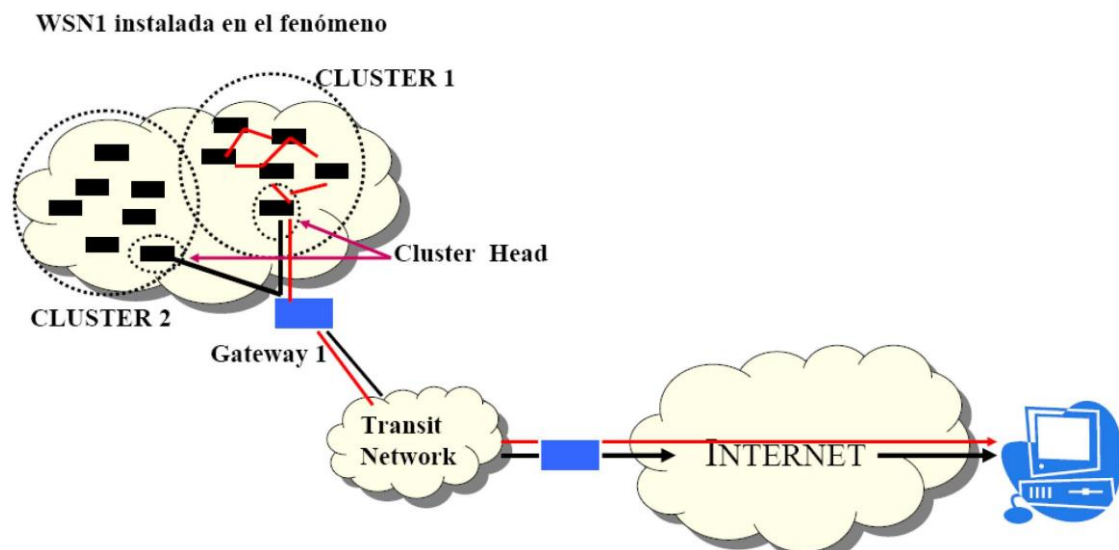 WSN1 instalada en el fenómeno
CLUSTER 1
Cluster Head
CLUSTER 2
Gateway 1
Transit
Network
INTERNET